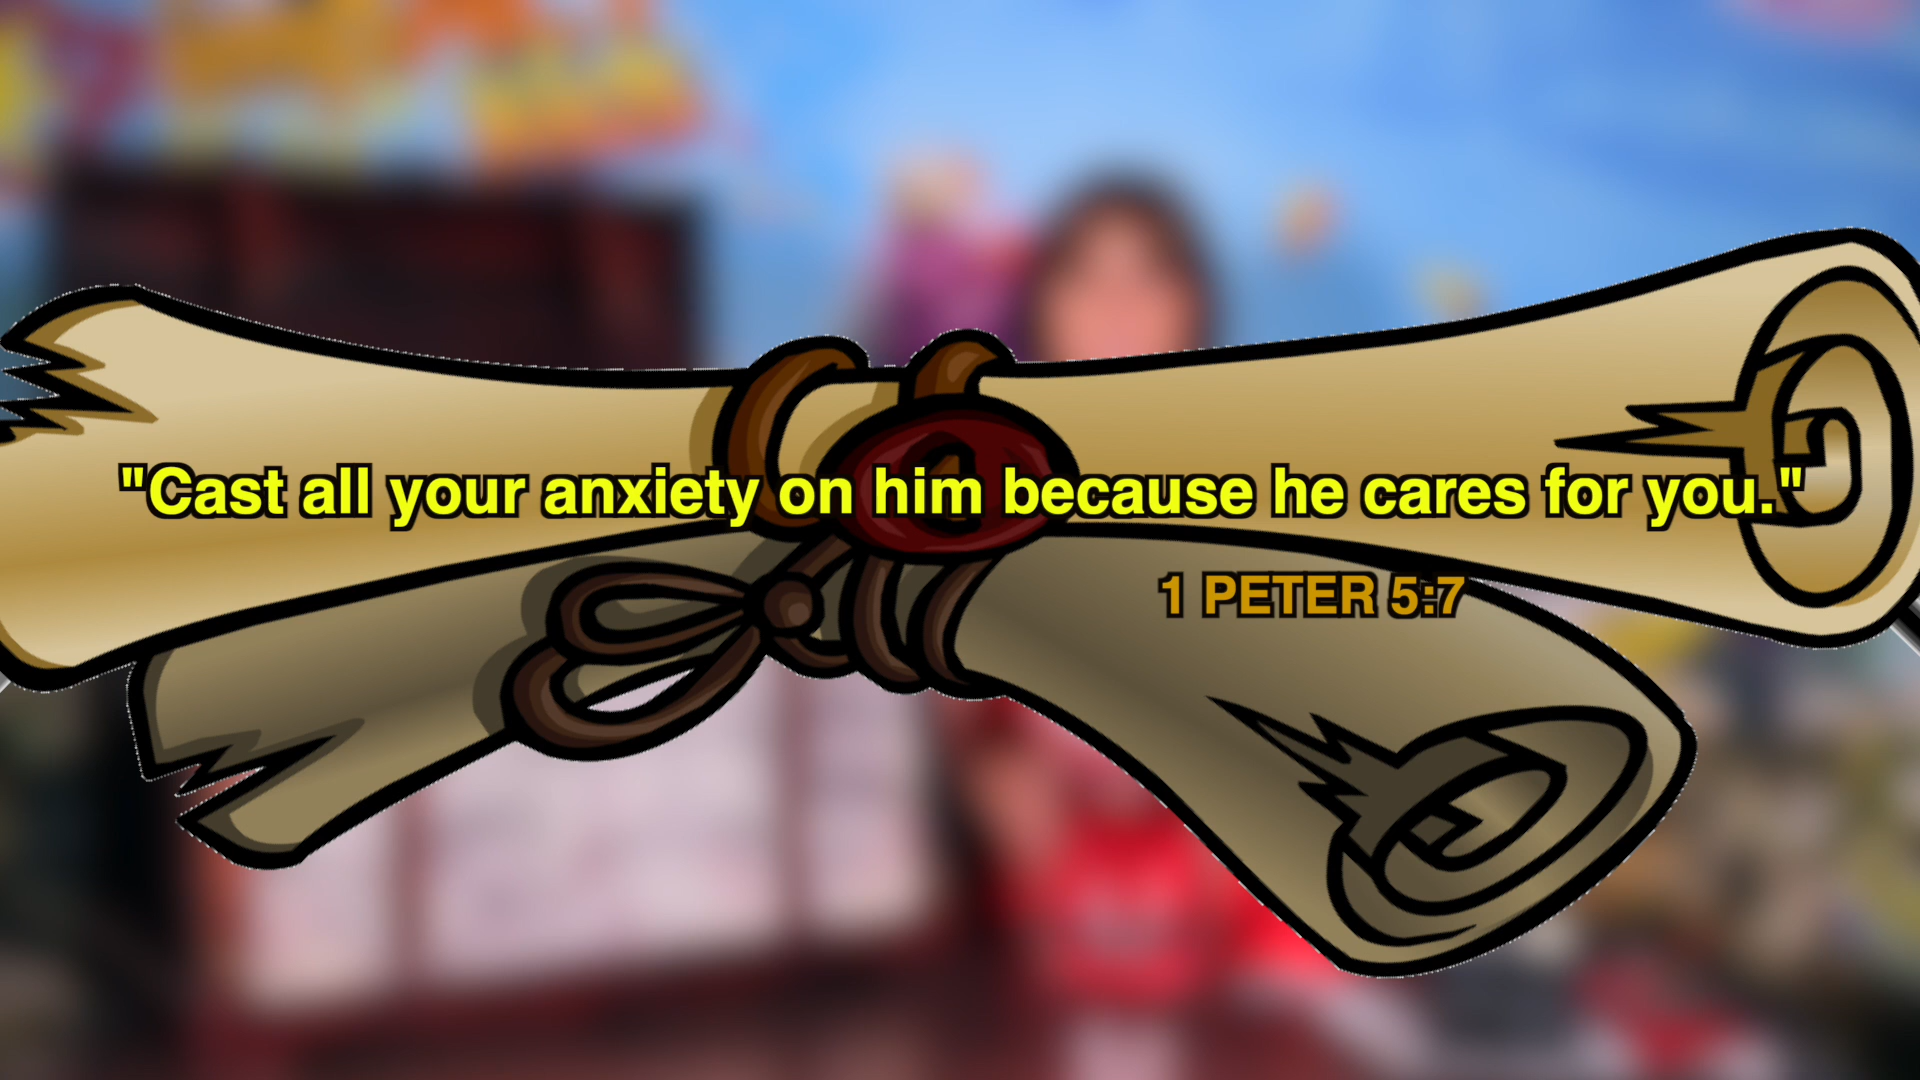 "Cast all your anxiety on him because he cares for you."
1 PETER 5:7